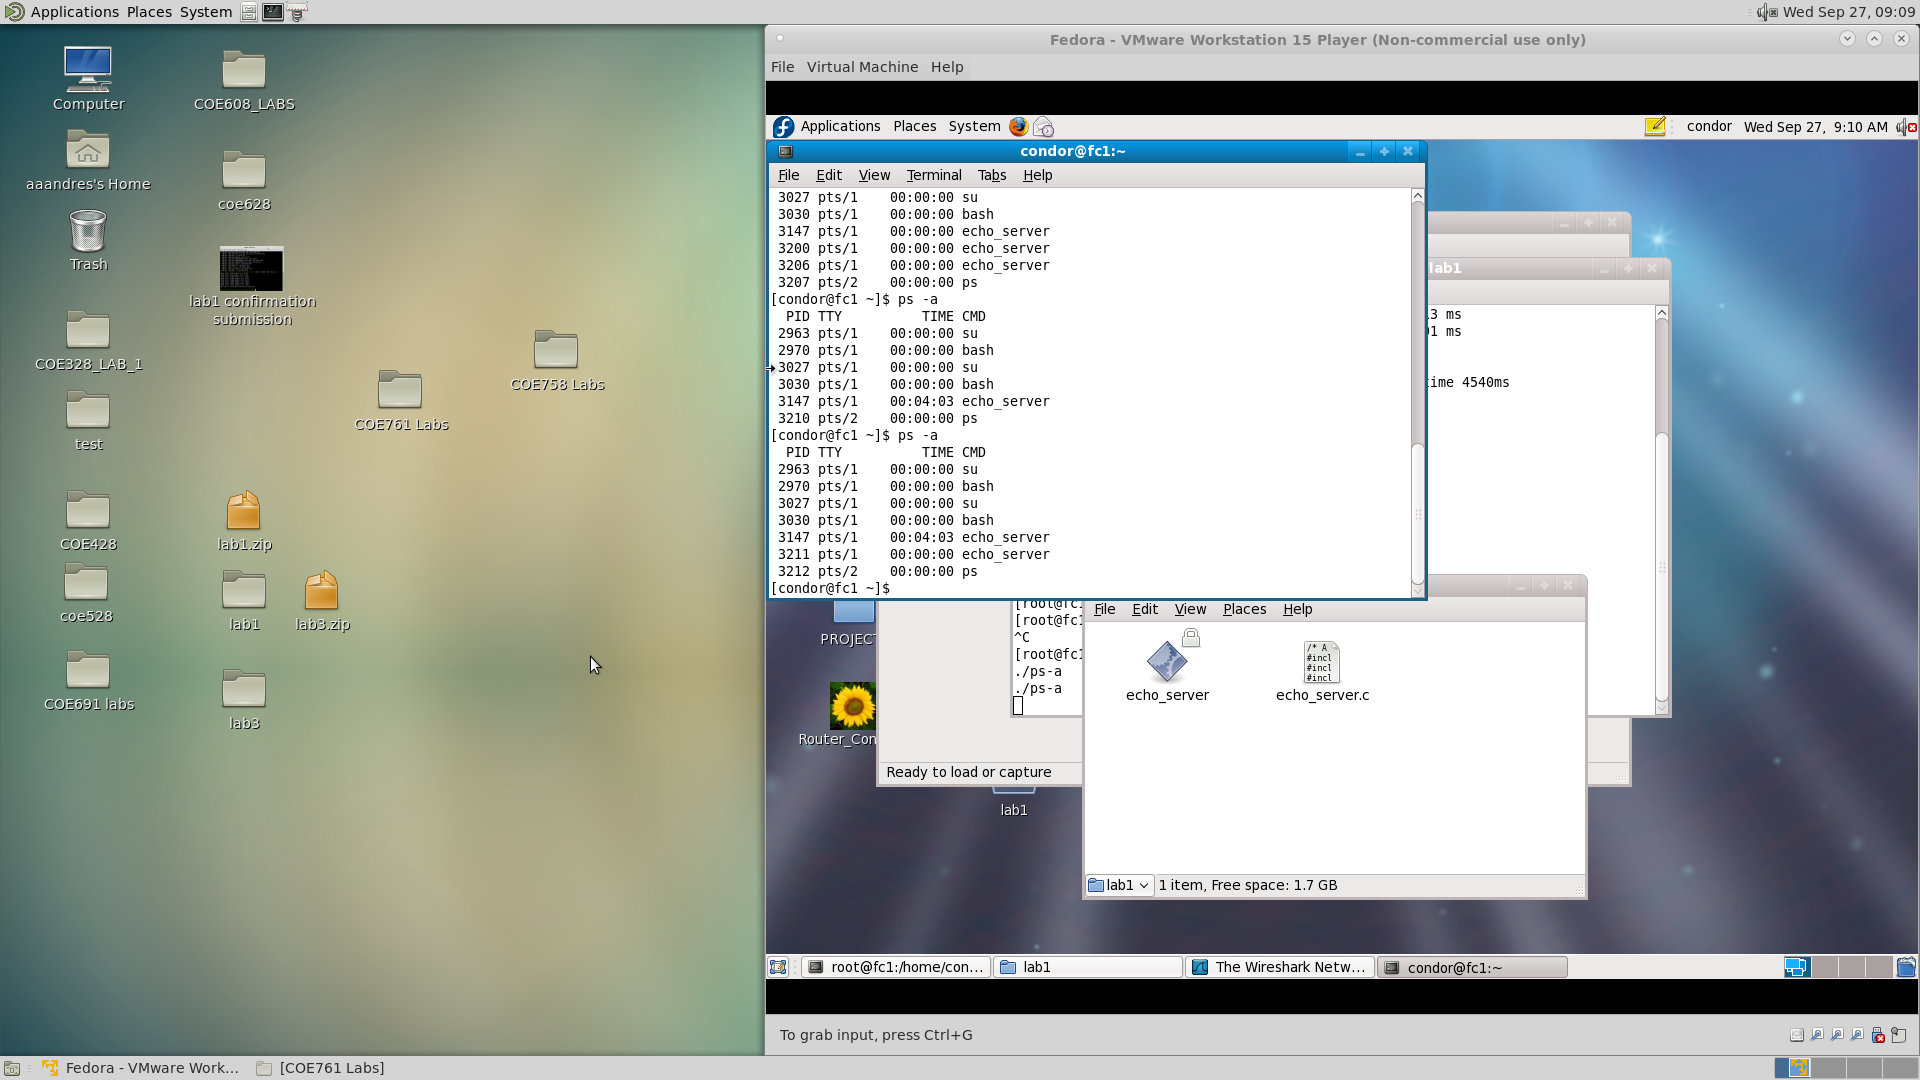 Applications Places System
Wed Sep 27, 09:09
Computer
COE608_LABS
aaandres's Home
coe628
Trash
lab1 confirmation
submission
COE328_LAB_1
COE758 Labs
test
COE761 Labs
COE428
lab1.zip
coe528
lab1
lab3.zip
COE691 labs
lab3
Fedora - VMware Workstation 15 Player (Non-commercial use only)
File Virtual Machine Help
Applications Places System
condor Wed Sep 27, 9:10 AM
condor@fc1:~
File Edit View Terminal Tabs Help
3027 pts/1    00:00:00 su
3030 pts/1    00:00:00 bash
3147 pts/1    00:00:00 echo_server
3200 pts/1    00:00:00 echo_server
3206 pts/1    00:00:00 echo_server
3207 pts/2    00:00:00 ps
[condor@fc1 ~]$ ps -a
  PID TTY          TIME CMD
2963 pts/1    00:00:00 su
2970 pts/1    00:00:00 bash
3027 pts/1    00:00:00 su
3030 pts/1    00:00:00 bash
3147 pts/1    00:04:03 echo_server
3210 pts/2    00:00:00 ps
[condor@fc1 ~]$ ps -a
  PID TTY          TIME CMD
2963 pts/1    00:00:00 su
2970 pts/1    00:00:00 bash
3027 pts/1    00:00:00 su
3030 pts/1    00:00:00 bash
3147 pts/1    00:04:03 echo_server
3211 pts/1    00:00:00 echo_server
3212 pts/2    00:00:00 ps
[condor@fc1 ~]$
lab1
3 ms
1 ms
ime 4540ms
PROJECT
Router_Con
[root@fc1
[root@fc1
^C
[root@fc1
./ps-a
./ps-a
Ready to load or capture
lab1
File Edit View Places Help
/* A
#incl
#incl
#incl
echo_server
echo_server.c
lab1
1 item, Free space: 1.7 GB
root@fc1:/home/con...
lab1
The Wireshark Netw...
condor@fc1:~
To grab input, press Ctrl+G
Fedora - VMware Work...
[COE761 Labs]